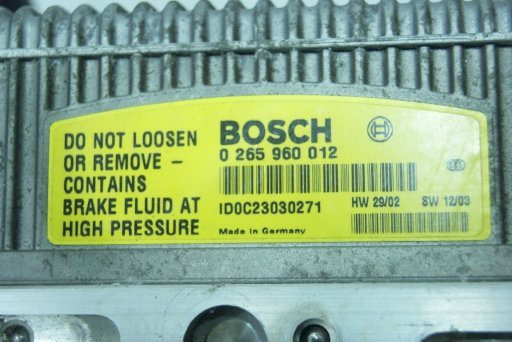 DO NOT LOOSEN
OR REMOVE –
CONTAINS
BRAKE FLUID AT
HIGH PRESSURE
BOSCH
0 265 960 012
ID0C23030271
HW 29/02 SW 12/03
Made in Germany